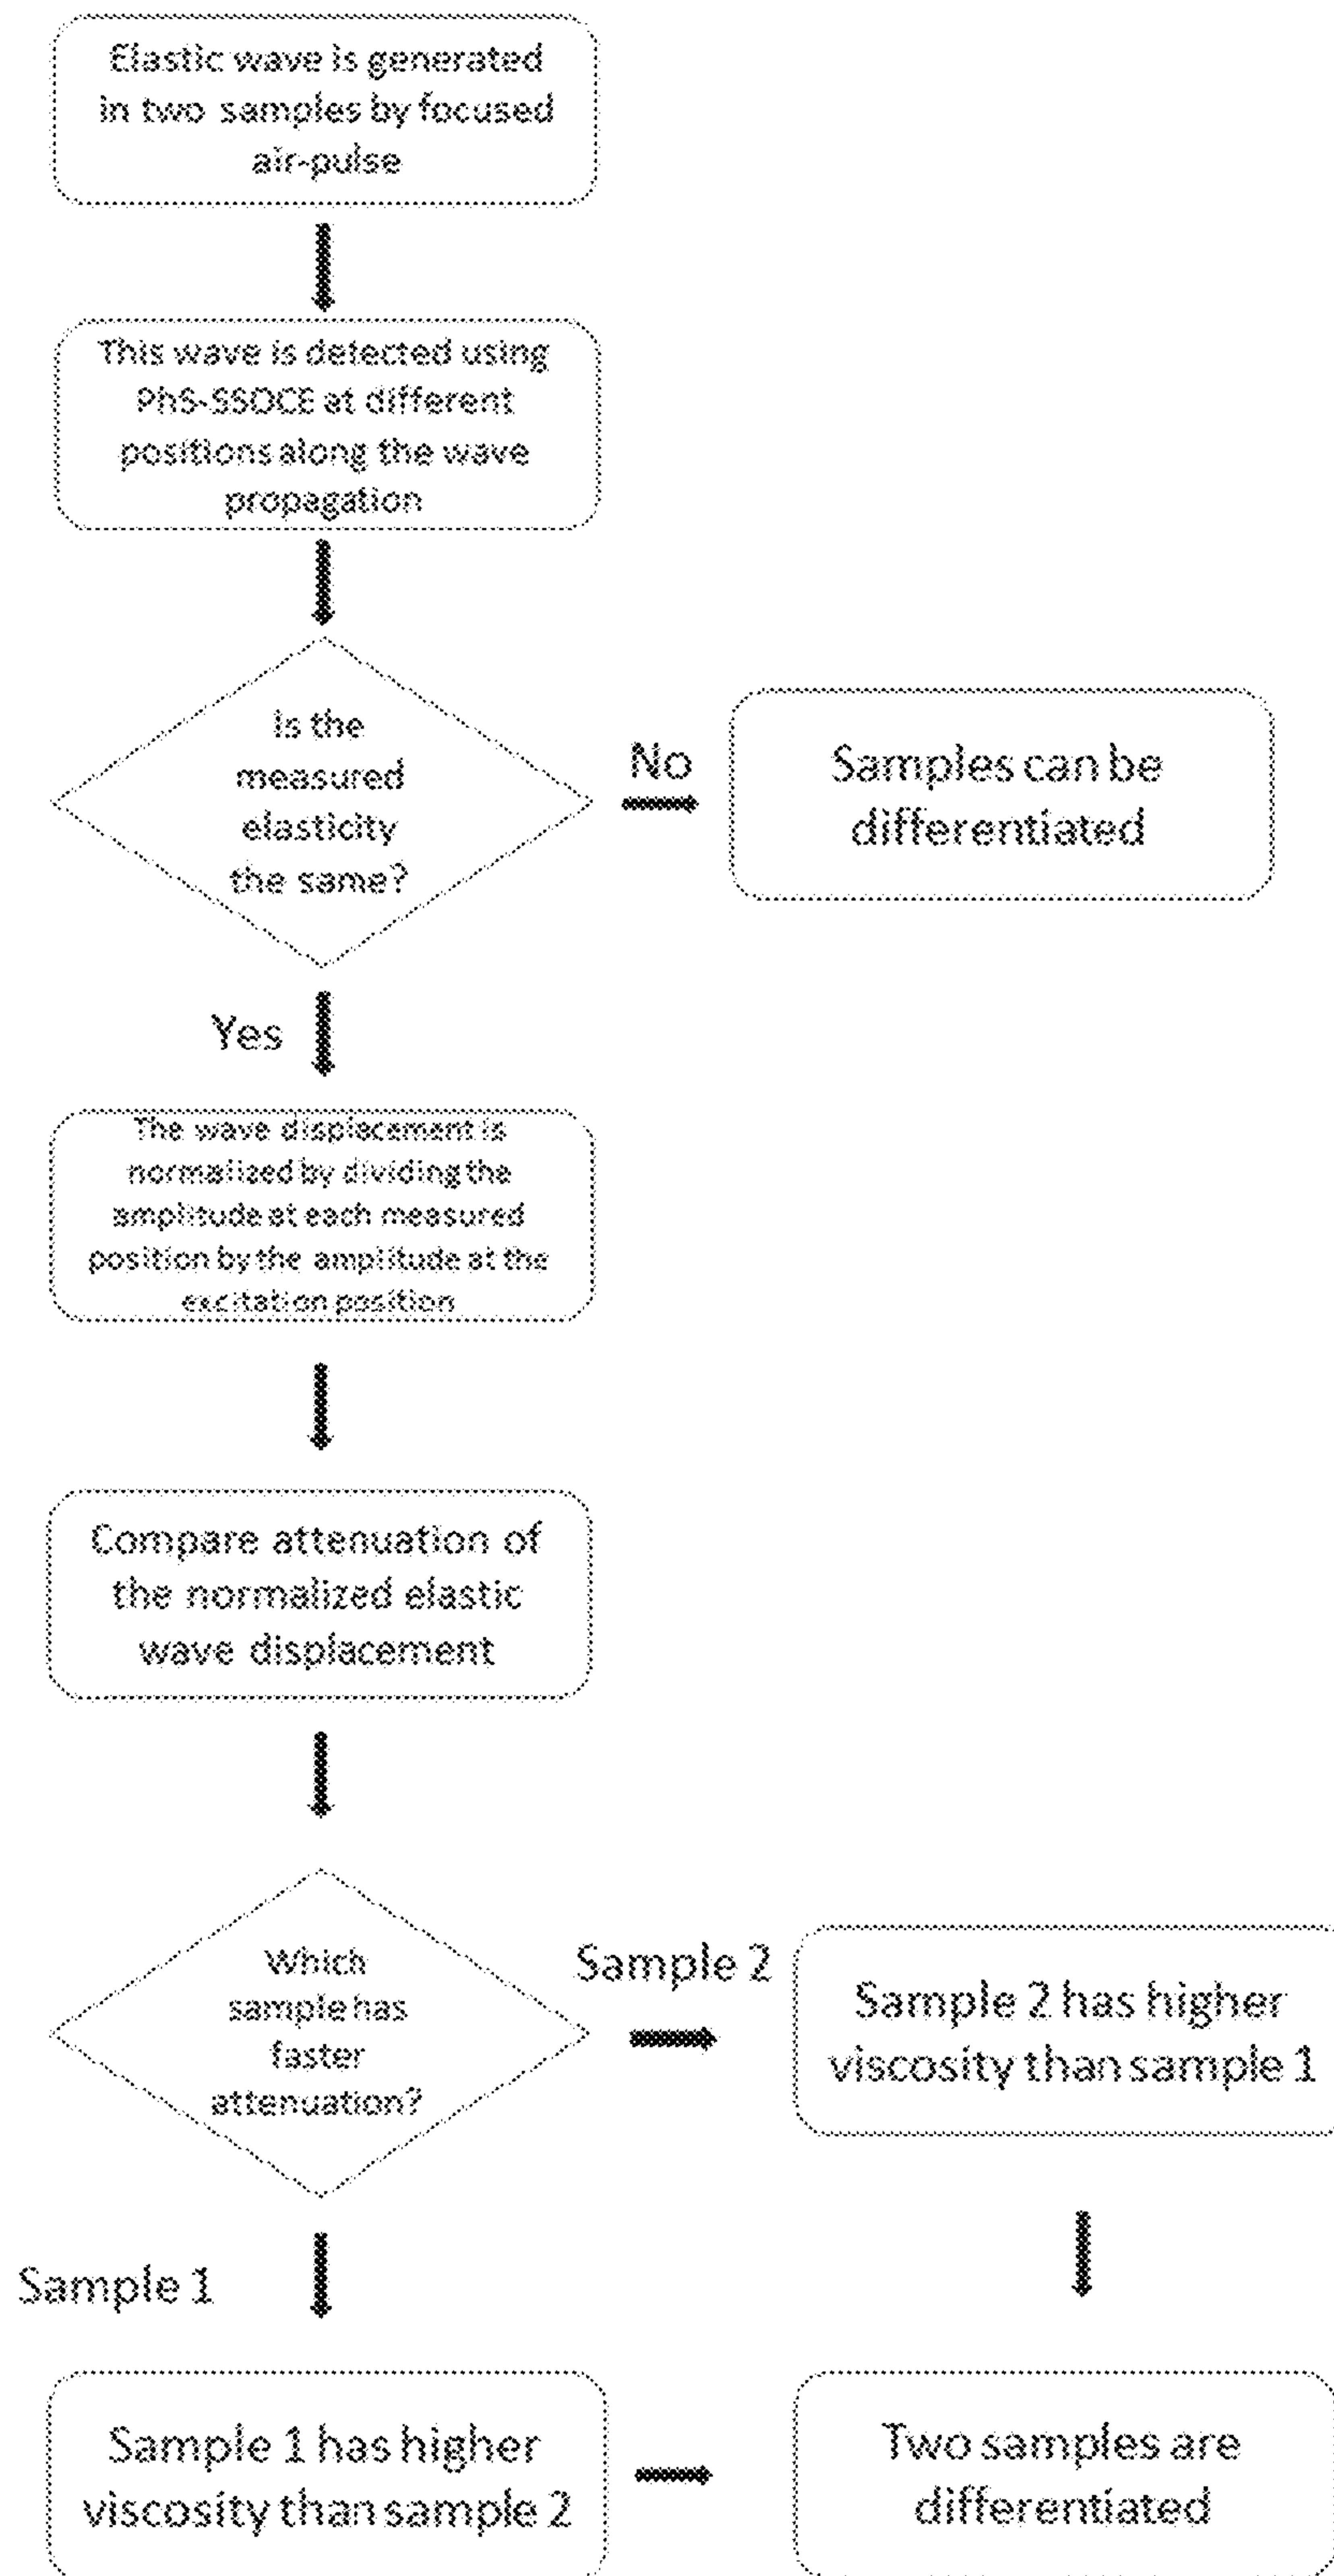 Elastic wave is generated
in two samples by focused
air-pulse
This wave is detected using
PhS-SSOCE at different
positions along the wave
propagation
Is the
measured
elasticity
the same?
No
Samples can be
differentiated
Yes
The wave displacement is
normalized by dividing the
amplitude at each measured
position by the amplitude at the
excitation position
Compare attenuation of
the normalized elastic
wave displacement
Which
sample has
faster
attenuation?
Sample 2
Sample 2 has higher
viscosity than sample 1
Sample 1
Sample 1 has higher
viscosity than sample 2
Two samples are
differentiated